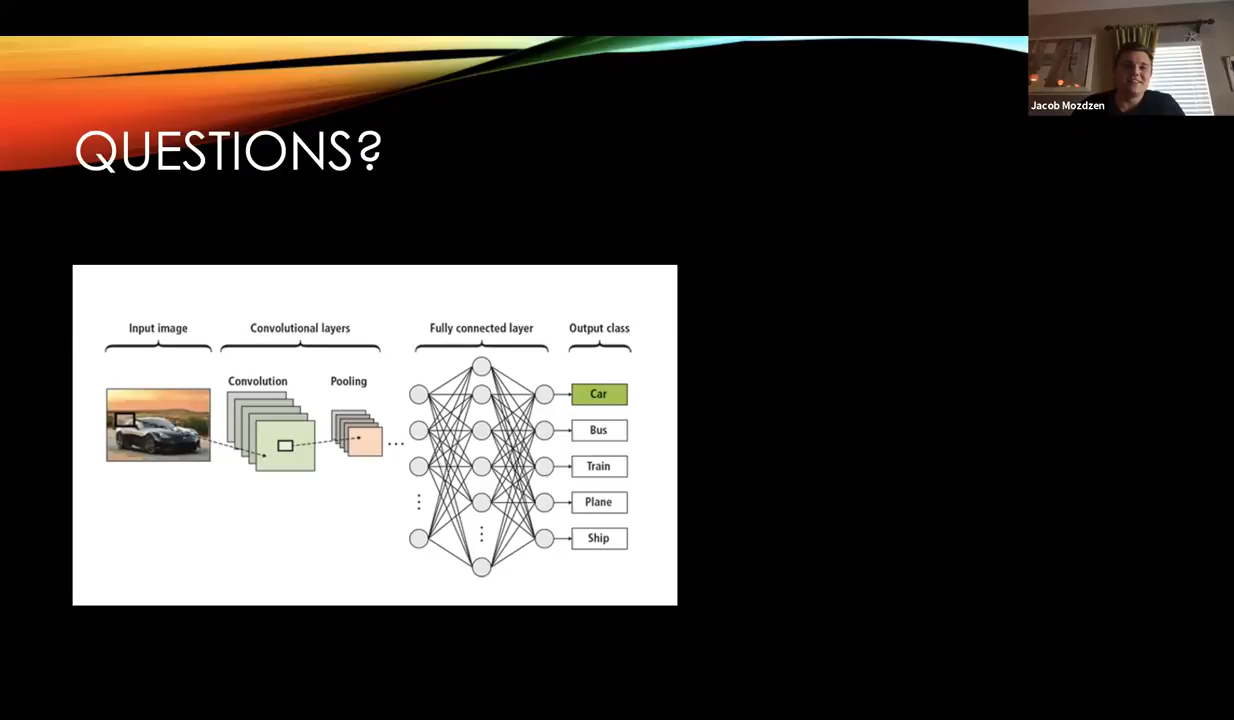 Jacob Mozdzen
QUESTIONS?
Input image
Convolutional layers
Fully connected layer
Output class
Convolution
Pooling
Car
Bus
Train
Plane
Ship